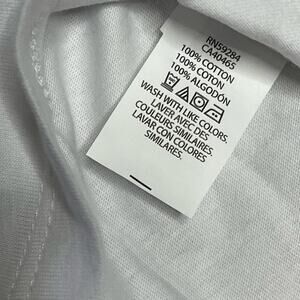 RN59284
CA40465
100% COTTON
100% COTON
100% ALGODÓN
WASH WITH LIKE COLORS.
LAVER AVEC DES
COULEURS SIMILAIRES.
LAVAR CON COLORES
SIMILARES.